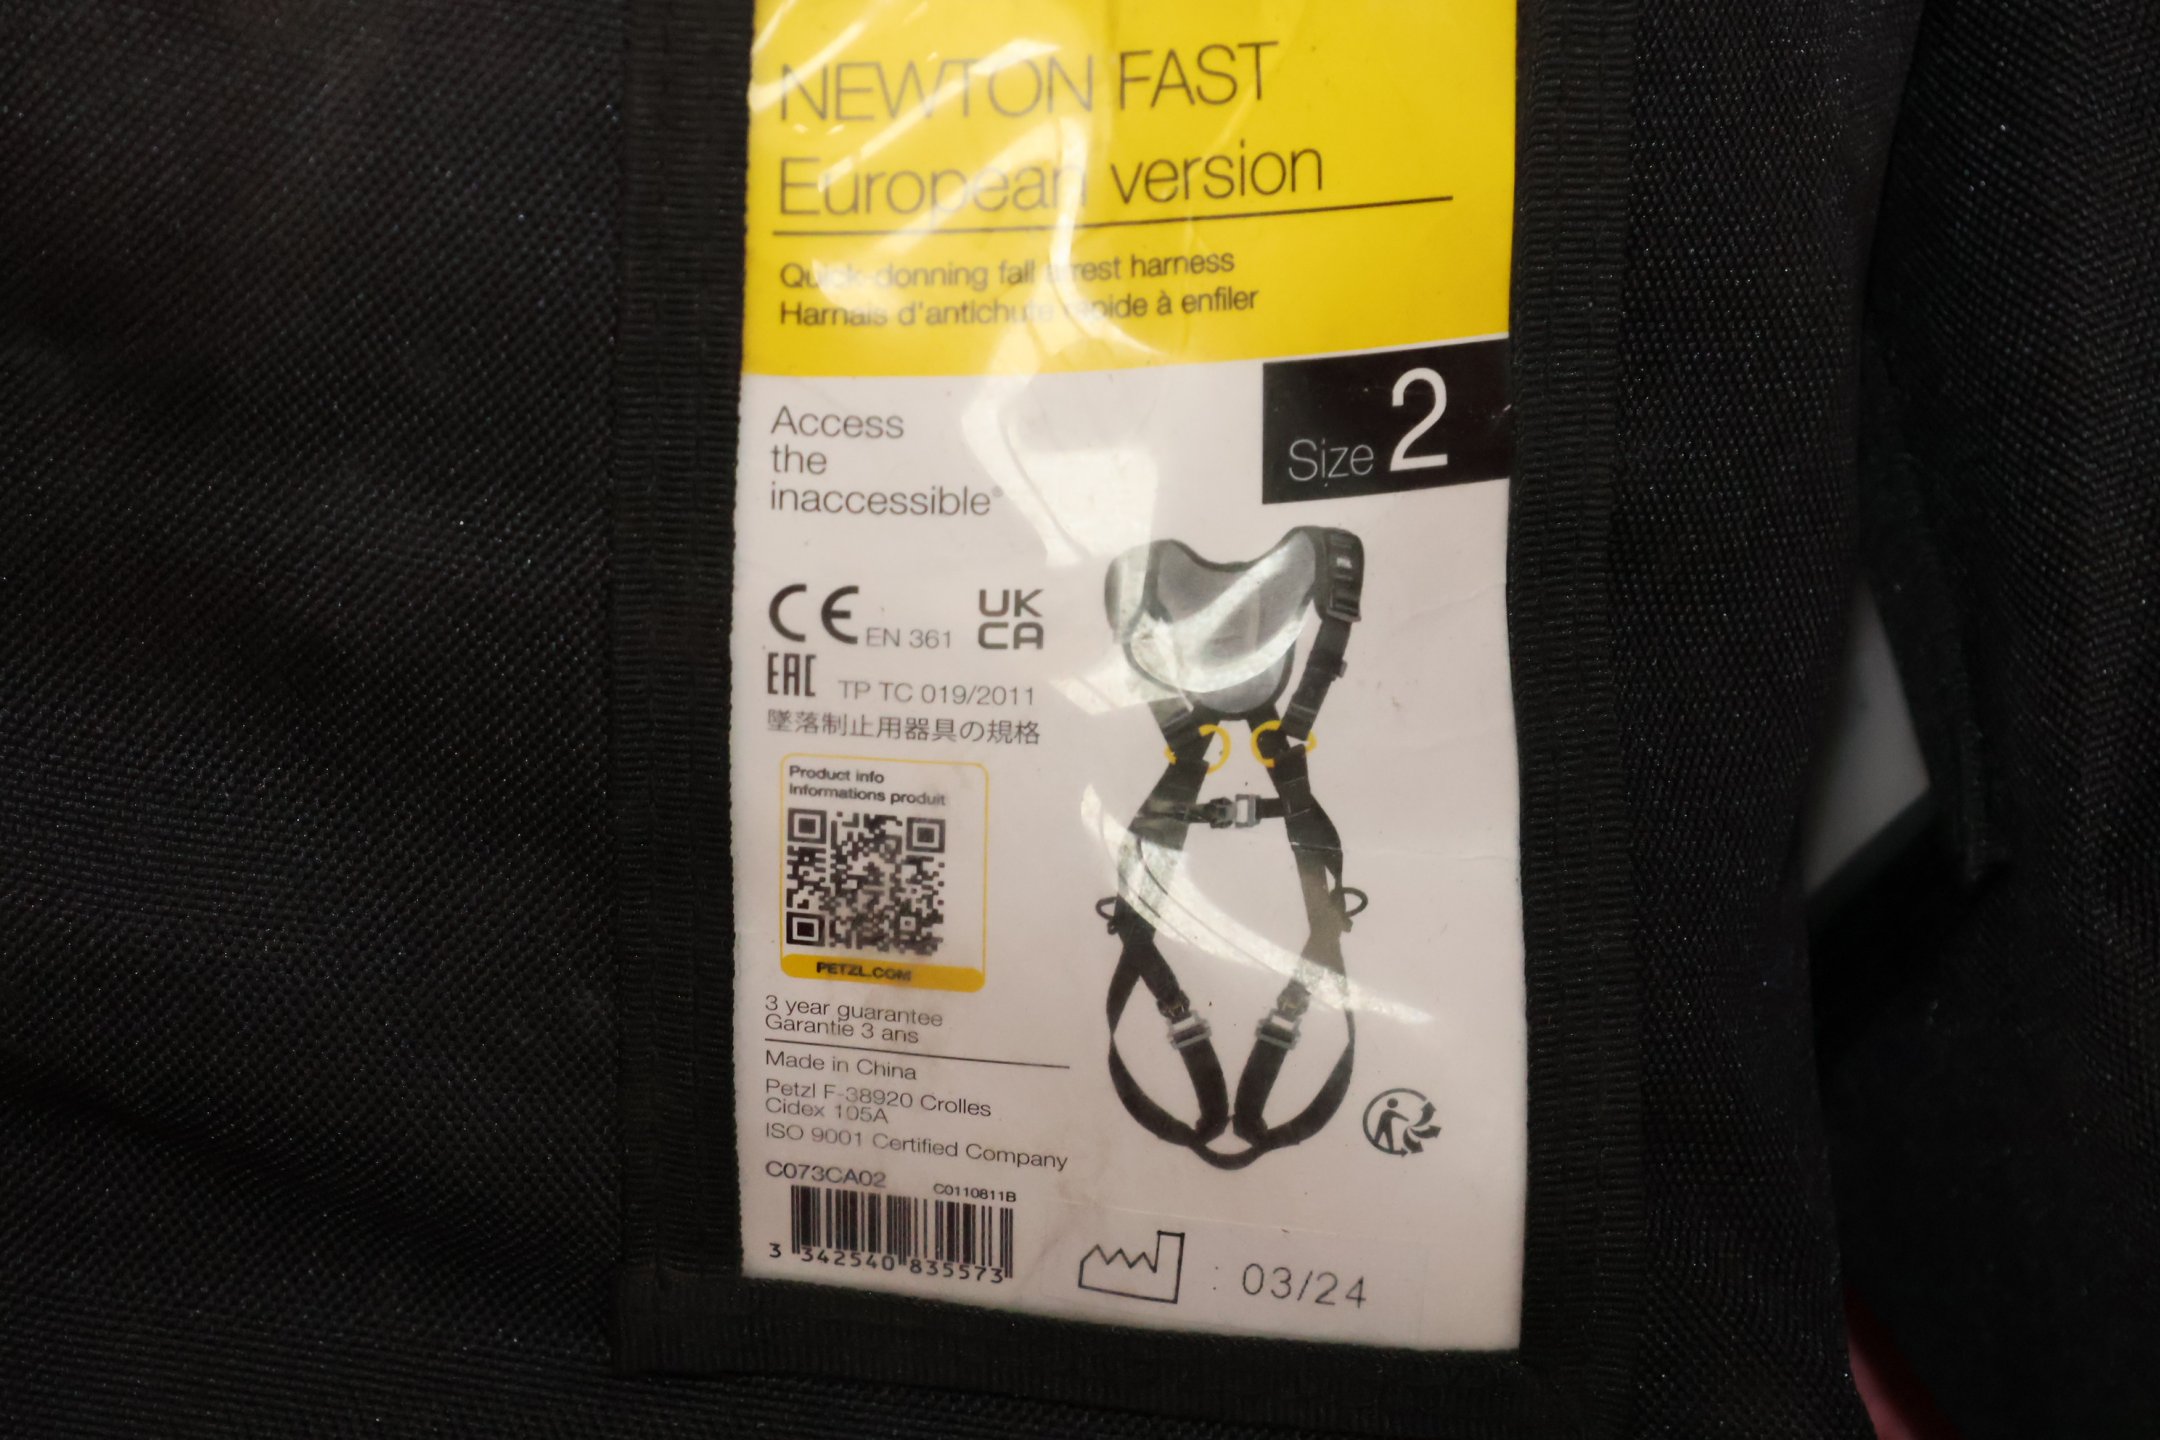 NEWTON FAST
European version
Quick-donning fall arrest harness
Harnais d'antichute rapide à enfiler
Size 2
Access
the
inaccessible®
CE EN 361
UK
CA
EAC TP TC 019/2011
墜落制止用器具の規格
Product info
Informations produit
PETZL.COM
3 year guarantee
Garantie 3 ans
Made in China
Petzl F-38920 Crolles
Cidex 105A
ISO 9001 Certified Company
C073CA02
C0110811B
3 342540 835573
: 03/24